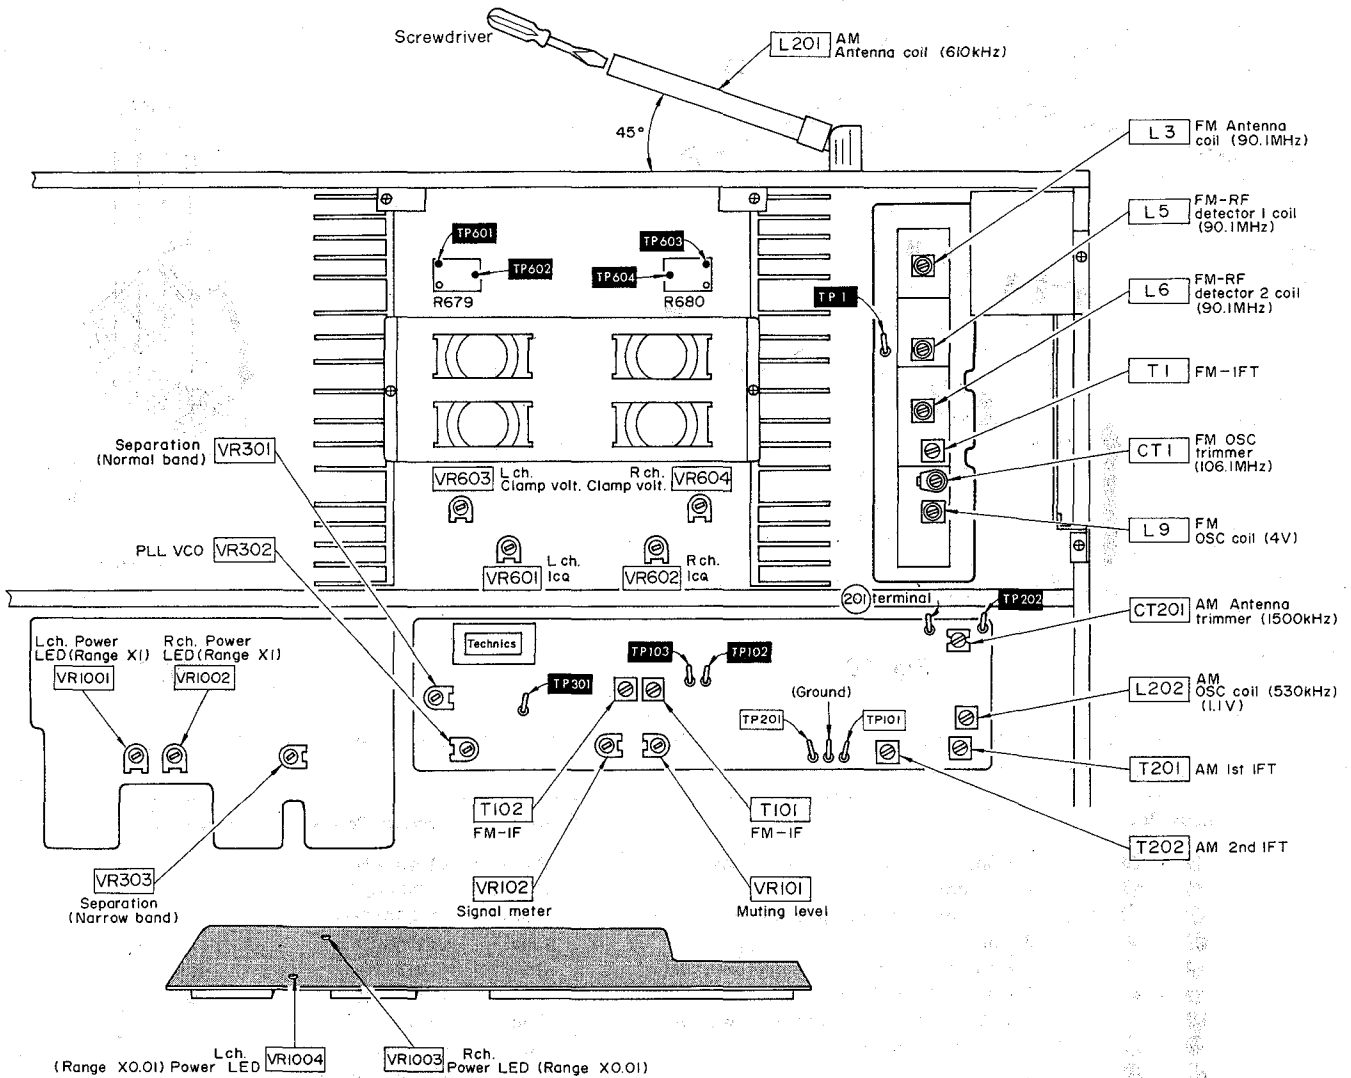 Screwdriver
L201 AM
Antenna coil (610kHz)
45°
L3 FM Antenna
coil (90.1MHz)
L5 FM-RF
detector 1 coil
(90.1MHz)
L6 FM-RF
detector 2 coil
(90.1MHz)
T1 FM-IFT
CT1 FM OSC
trimmer
(106.1MHz)
L9 FM
OSC coil (4V)
TP601
TP602
R679
TP603
TP604
R680
TP1
Separation
(Normal band) VR301
VR603 L ch.
Clamp volt.
R ch. VR604
Clamp volt.
PLL VCO VR302
VR601 L ch.
ICQ
VR602 R ch.
ICQ
201 terminal
TP202
CT201 AM Antenna
trimmer (1500kHz)
L202 AM
OSC coil (530kHz)
(1.1V)
T201 AM 1st IFT
T202 AM 2nd IFT
L ch. Power
LED (Range X1)
VR1001
R ch. Power
LED (Range X1)
VR1002
Technics
TP301
TP103
TP102
(Ground)
TP201
TP101
T102
FM-IF
T101
FM-IF
VR102
Signal meter
VR101
Muting level
VR303
Separation
(Narrow band)
L ch.
(Range X0.01) Power LED VR1004
VR1003 R ch.
Power LED (Range X0.01)